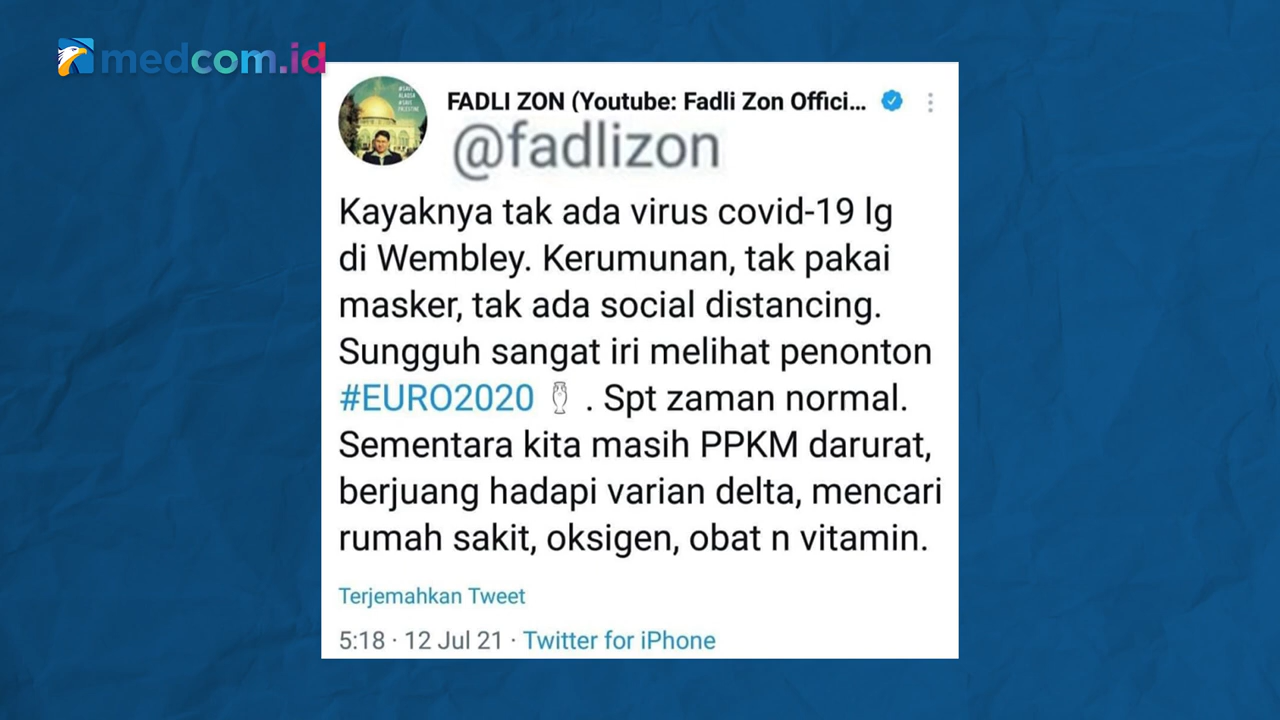 medcom.id
FADLI ZON (Youtube: Fadli Zon Offici...
@fadlizon
Kayaknya tak ada virus covid-19 lg
di Wembley. Kerumunan, tak pakai
masker, tak ada social distancing.
Sungguh sangat iri melihat penonton
#EURO2020 . Spt zaman normal.
Sementara kita masih PPKM darurat,
berjuang hadapi varian delta, mencari
rumah sakit, oksigen, obat n vitamin.
Terjemahkan Tweet
5:18 · 12 Jul 21 · Twitter for iPhone